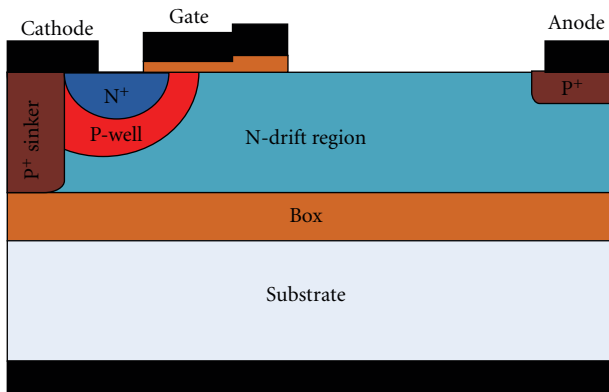 Gate
Cathode
Anode
N+
P+
P-well
P+ sinker
N-drift region
Box
Substrate